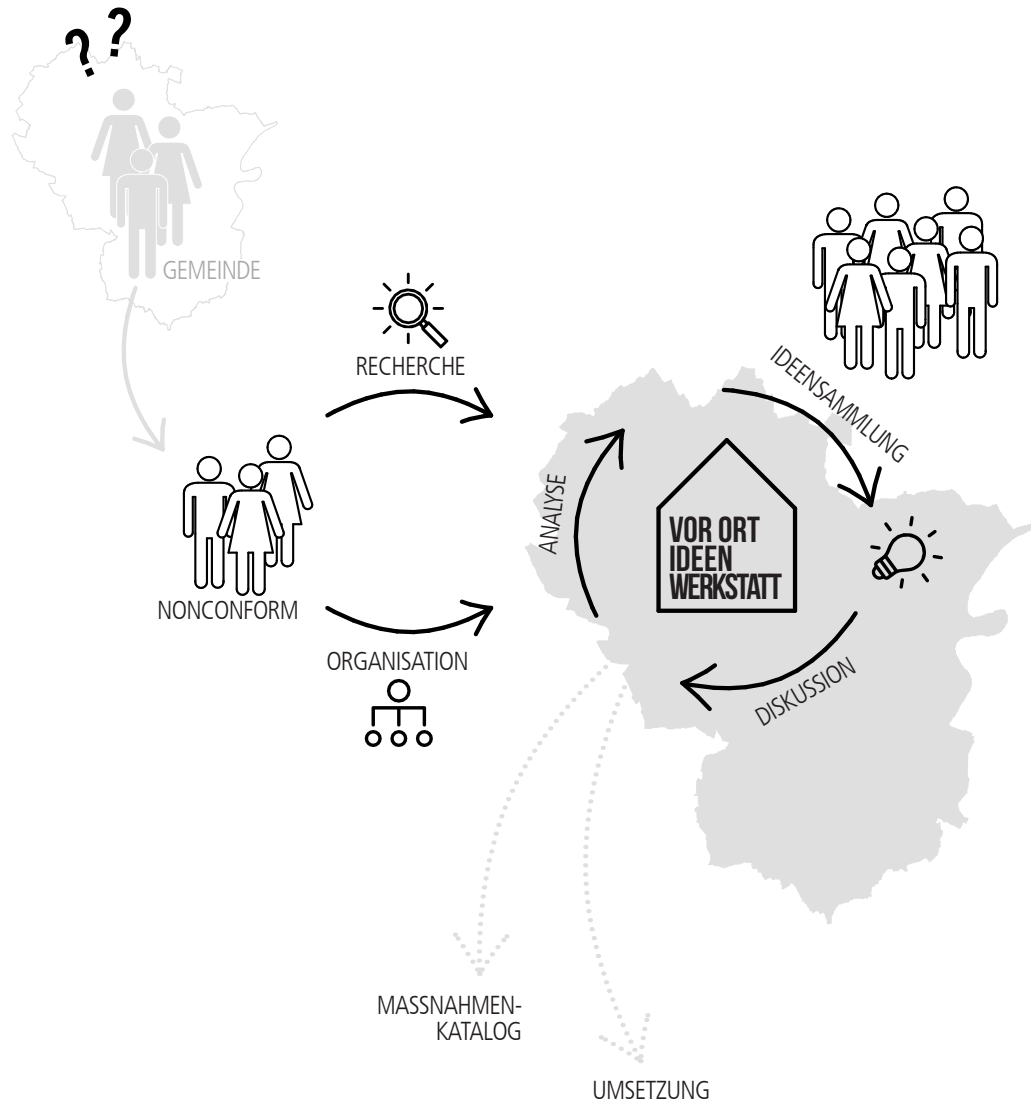 ? ?
GEMEINDE
RECHERCHE
NONCONFORM
ORGANISATION
ANALYSE
IDEENSAMMLUNG
VOR ORT
IDEEN
WERKSTATT
DISKUSSION
MASSNAHMEN-
KATALOG
UMSETZUNG